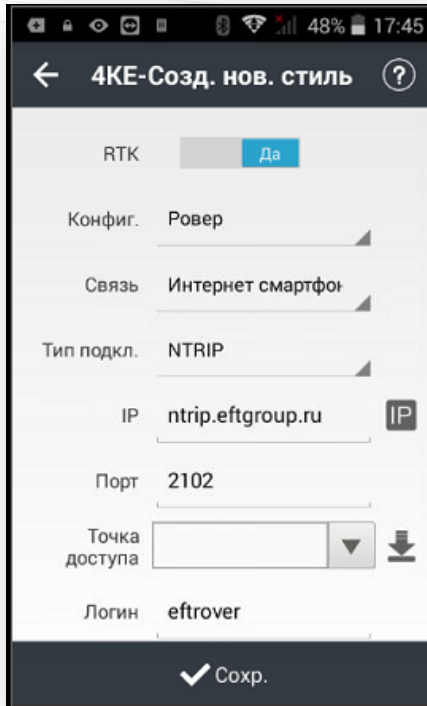 48% 17:45
4КЕ-Созд. нов. стиль ?
RTK Да
Конфиг. Ровер
Связь Интернет смартфон
Тип подкл. NTRIP
IP ntrip.eftgroup.ru IP
Порт 2102
Точка
доступа
Логин eftrover
Сохр.